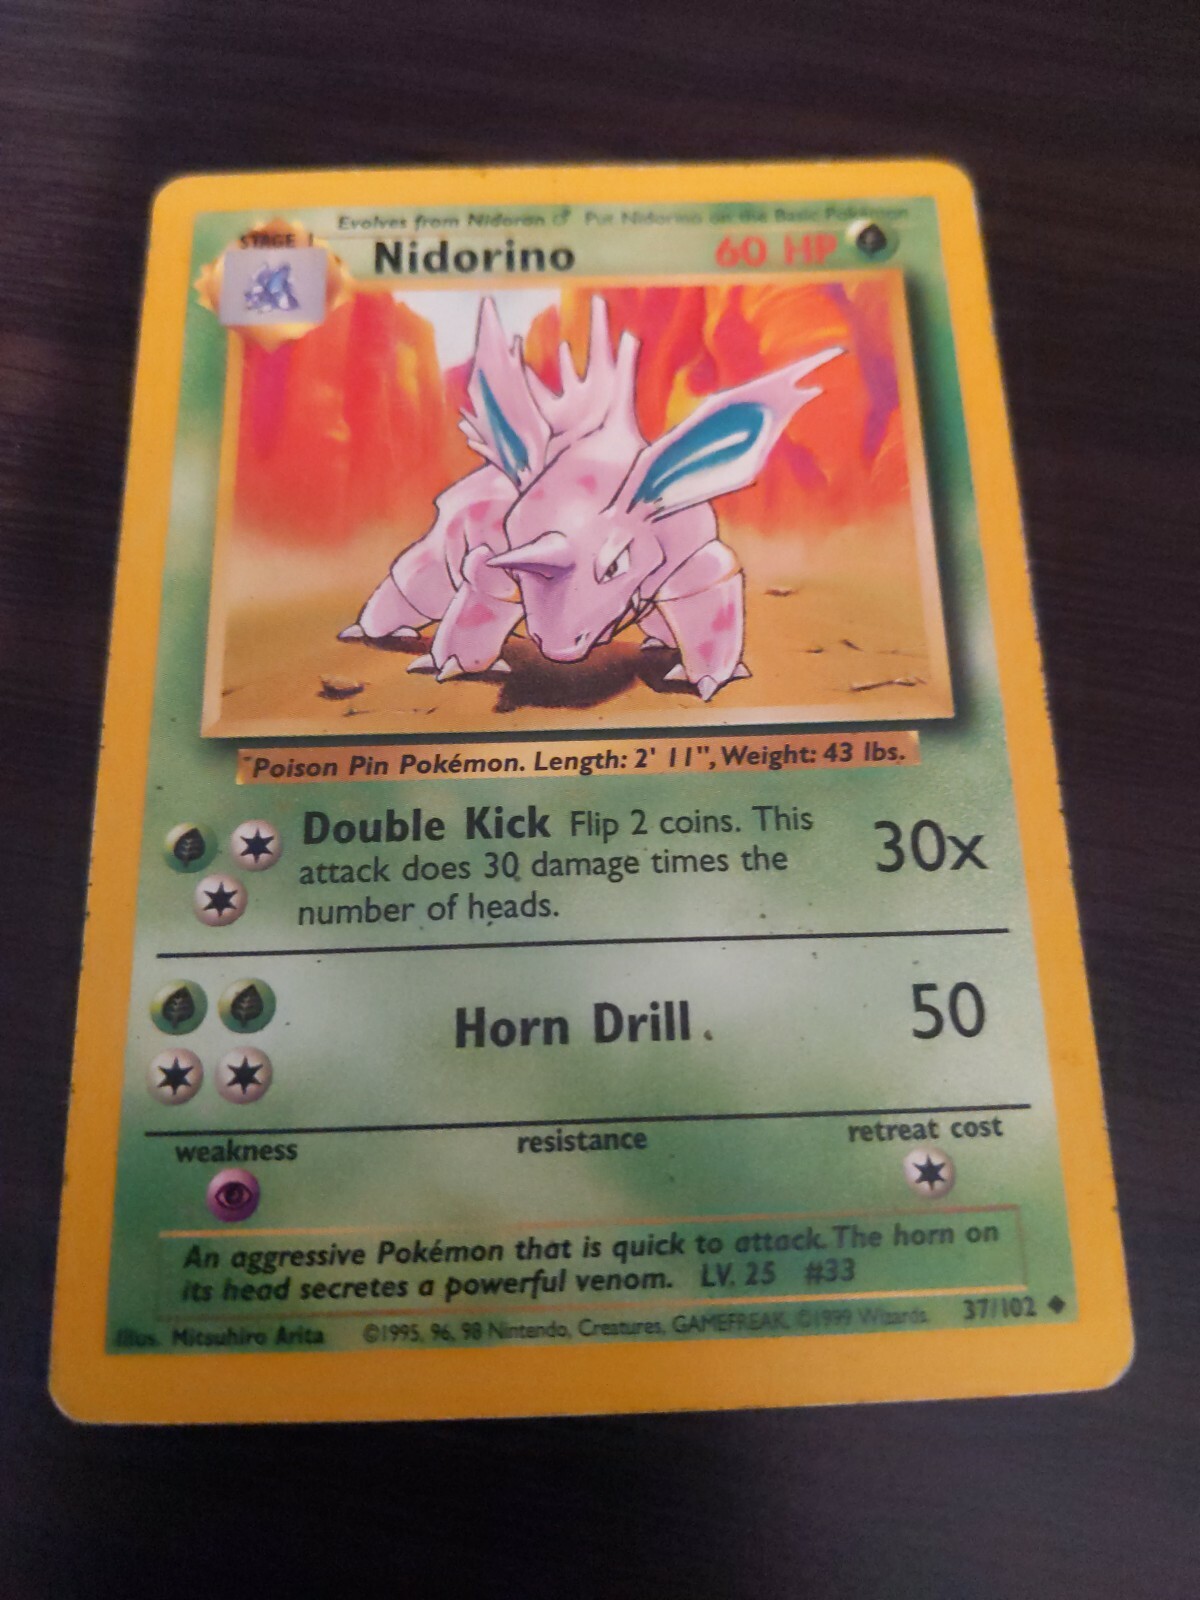 Evolves from Nidoran ♂ Put Nidorino on the Basic Pokémon
STAGE 1
Nidorino
60 HP
Poison Pin Pokémon. Length: 2' 11", Weight: 43 lbs.
Double Kick Flip 2 coins. This
attack does 30 damage times the
number of heads.
30x
Horn Drill
50
weakness
resistance
retreat cost
An aggressive Pokémon that is quick to attack. The horn on
its head secretes a powerful venom. LV. 25 #33
Illus. Mitsuhiro Arita ©1995, 96, 98 Nintendo, Creatures, GAMEFREAK. ©1999 Wizards. 37/102